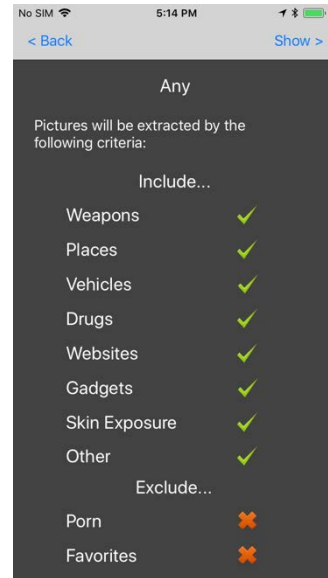 No SIM 5:14 PM
< Back Show >
Any
Pictures will be extracted by the
following criteria:
Include...
Weapons
Places
Vehicles
Drugs
Websites
Gadgets
Skin Exposure
Other
Exclude...
Porn
Favorites